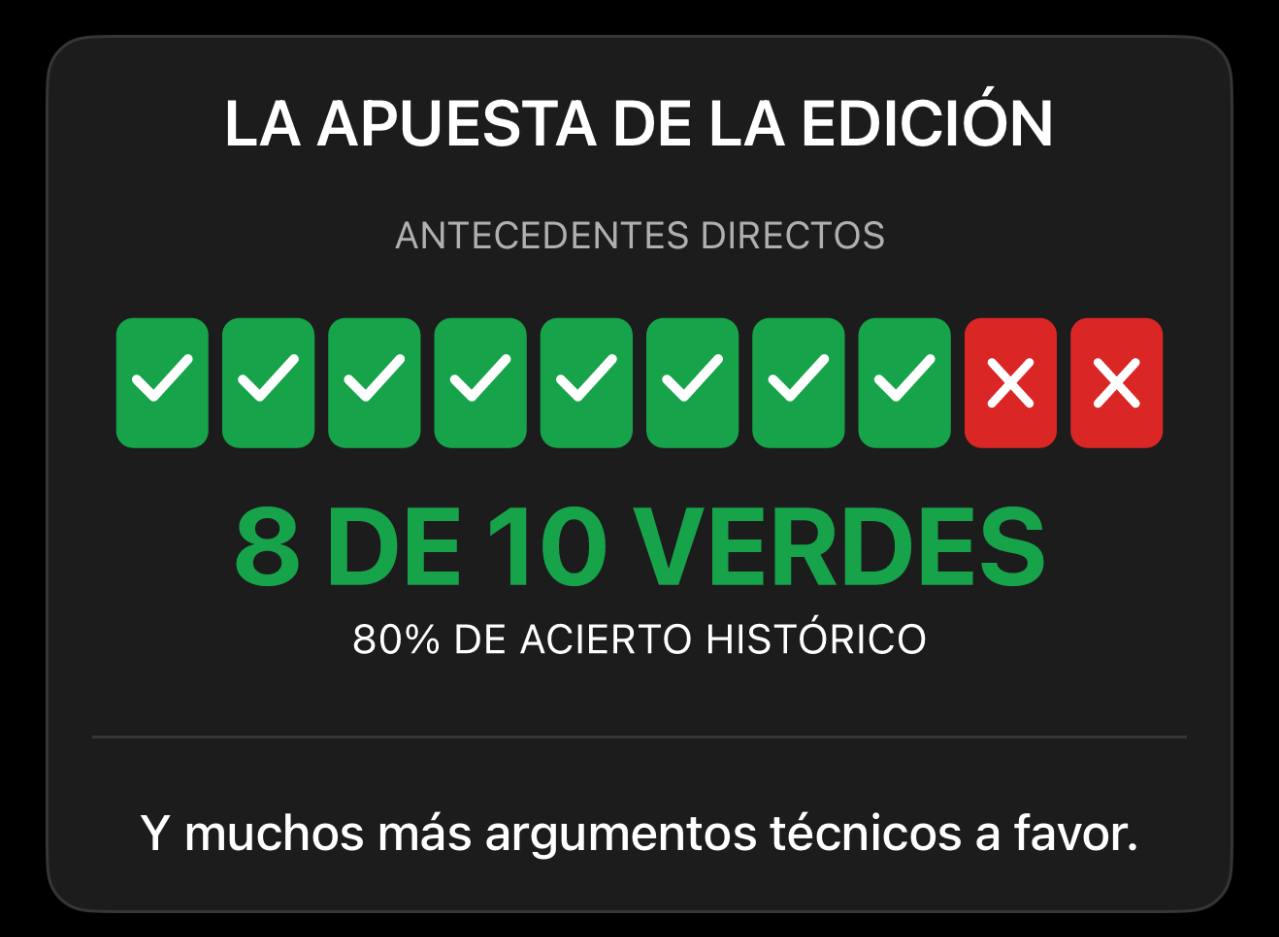 LA APUESTA DE LA EDICIÓN
ANTECEDENTES DIRECTOS
8 DE 10 VERDES
80% DE ACIERTO HISTÓRICO
Y muchos más argumentos técnicos a favor.